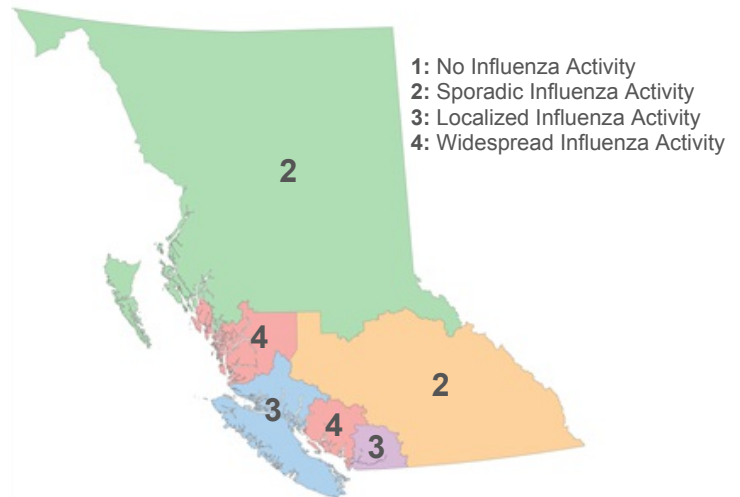 1: No Influenza Activity
2: Sporadic Influenza Activity
3: Localized Influenza Activity
4: Widespread Influenza Activity
2
4
2
3
4
3